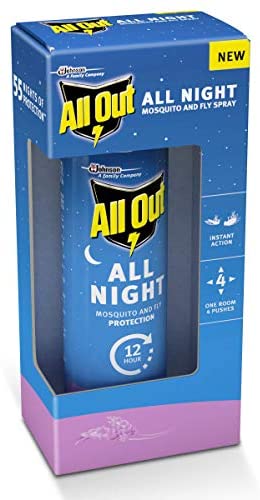 55 NIGHTS OF
PROTECTION*
SC Johnson
A Family Company
All Out
ALL NIGHT
MOSQUITO AND FLY SPRAY
NEW
SC Johnson
A Family Company
All Out
ALL
NIGHT
MOSQUITO AND FLY
PROTECTION
12
HOUR
INSTANT
ACTION
4
ONE ROOM
4 PUSHES